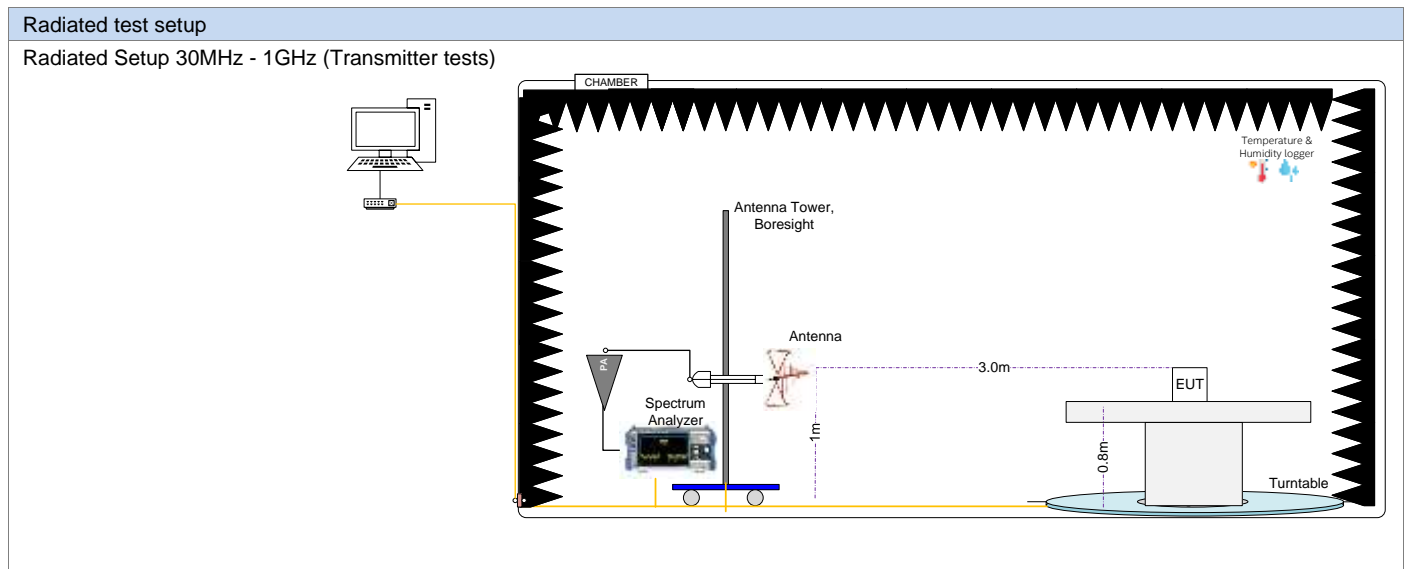 Radiated test setup
Radiated Setup 30MHz - 1GHz (Transmitter tests)
CHAMBER
Temperature &
Humidity logger
Antenna Tower,
Boresight
Antenna
3.0m
PA
EUT
Spectrum
Analyzer
1m
0.8m
Turntable